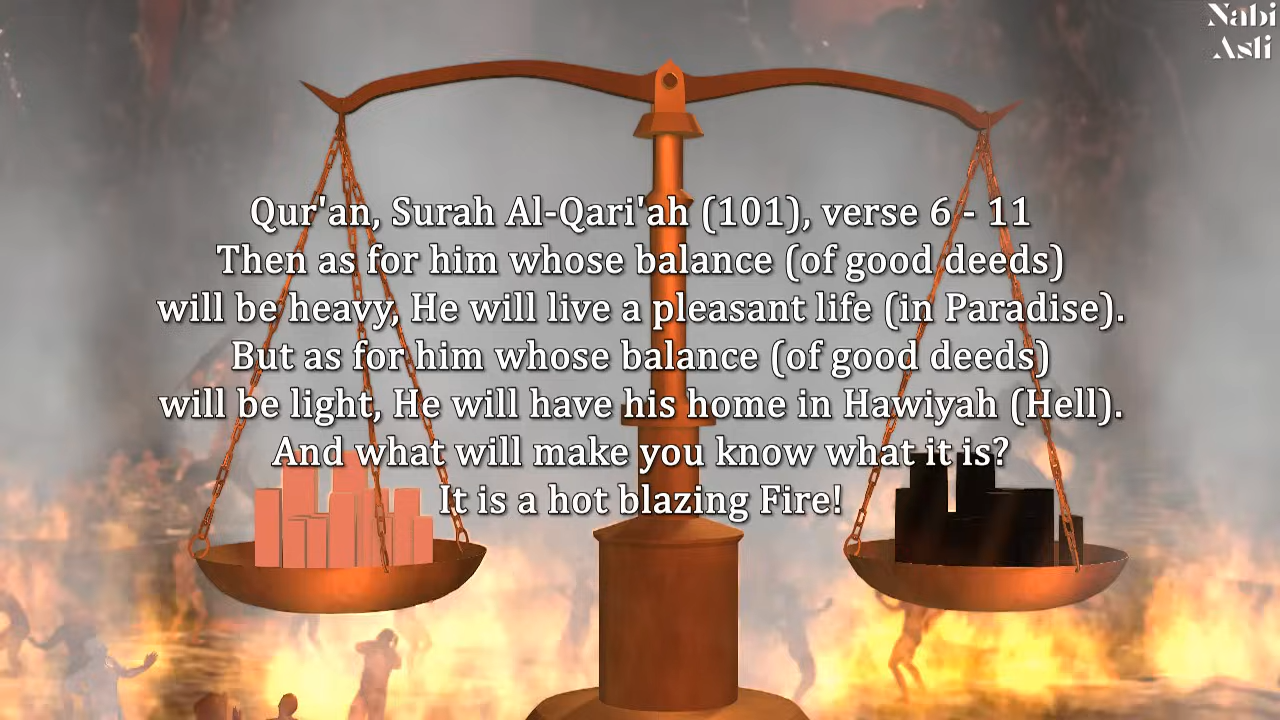 Nabi
Asli
Qur'an, Surah Al-Qari'ah (101), verse 6 - 11
Then as for him whose balance (of good deeds)
will be heavy, He will live a pleasant life (in Paradise).
But as for him whose balance (of good deeds)
will be light, He will have his home in Hawiyah (Hell).
And what will make you know what it is?
It is a hot blazing Fire!